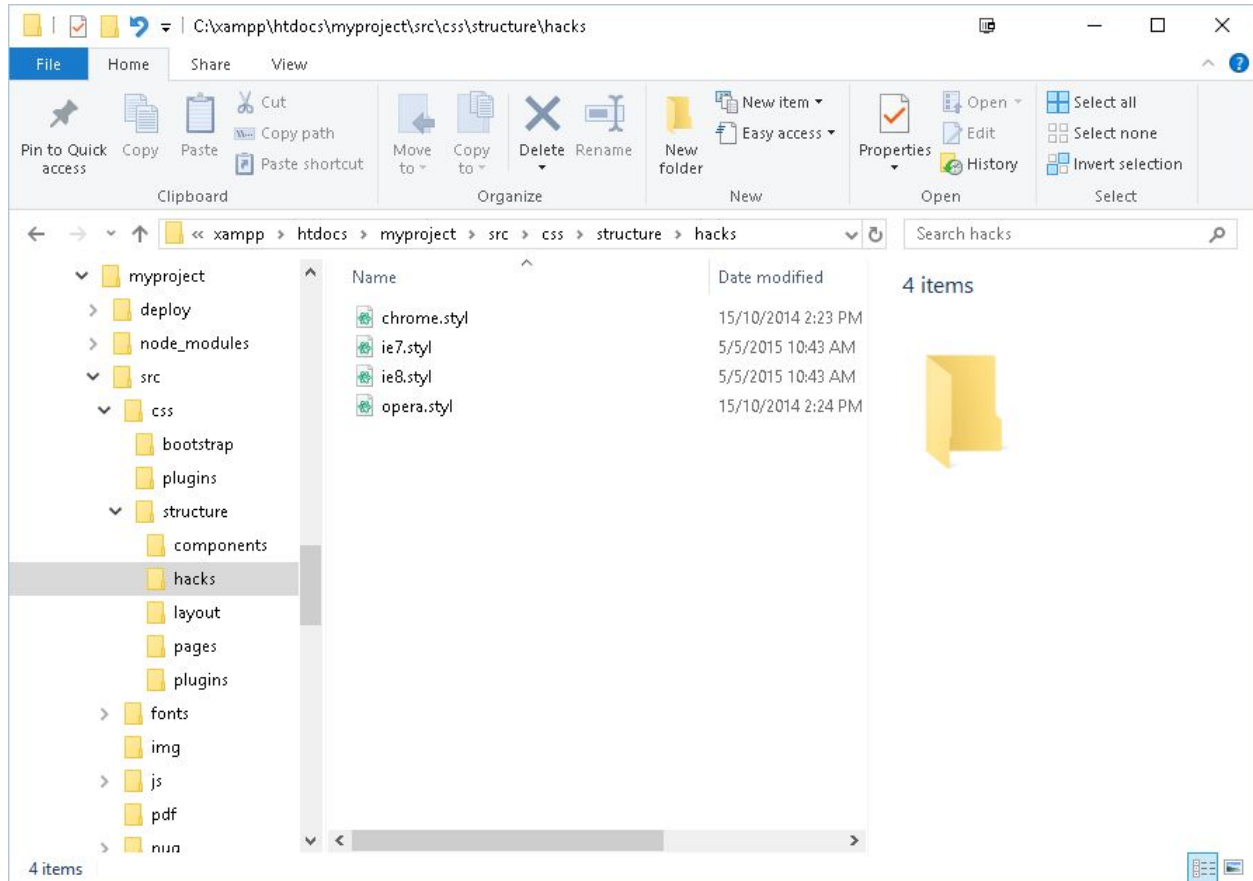 C:\xampp\htdocs\myproject\src\css\structure\hacks
File Home Share View
Pin to Quick access
Copy
Paste
Cut
Copy path
Paste shortcut
Clipboard
Move to
Copy to
Delete
Rename
Organize
New folder
New item
Easy access
New
Properties
Open
Edit
History
Open
Select all
Select none
Invert selection
Select
« xampp > htdocs > myproject > src > css > structure > hacks
Search hacks
myproject
deploy
node_modules
src
css
bootstrap
plugins
structure
components
hacks
layout
pages
plugins
fonts
img
js
pdf
Name Date modified
chrome.styl 15/10/2014 2:23 PM
ie7.styl 5/5/2015 10:43 AM
ie8.styl 5/5/2015 10:43 AM
opera.styl 15/10/2014 2:24 PM
4 items
4 items